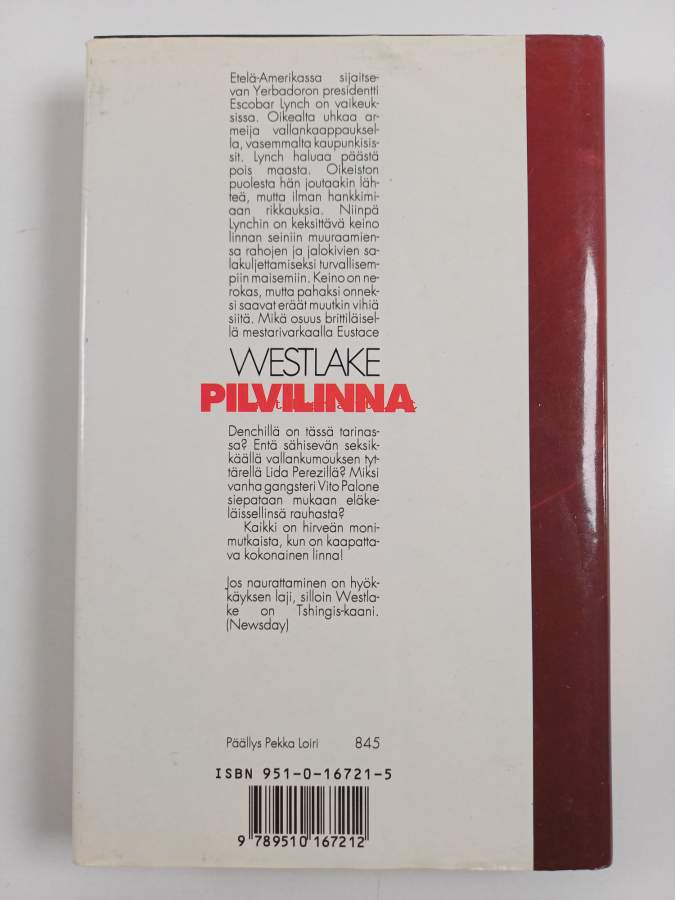 Etelä-Amerikassa sijaitse-
van Yerbadoron presidentti
Escobar Lynch on vaikeuk-
sissa. Oikealta uhkaa ar-
meija vallankaappauksel-
la, vasemmalta kaupunkisis-
sit. Lynch haluaa päästä
pois maasta. Oikeiston
puolesta hän joutaakin läh-
teä, mutta ilman hankkimi-
aan rikkauksia. Niinpä
Lynchin on keksittävä keino
linnan seiniin muuraamien-
sa rahojen ja jalokivien sa-
lakuljettamiseksi turvallisem-
piin maisemiin. Keino on ne-
rokas, mutta pahaksi onnek-
si saavat eräät muutkin vihiä
siitä. Mikä osuus brittiläisel-
lä mestarivarkaalla Eustace
WESTLAKE
PILVILINNA
Denchillä on tässä tarinas-
sa? Entä sähisevän seksik-
käällä vallankumouksen tyt-
tärellä Lida Perezillä? Miksi
vanha gangsteri Vito Palone
siepataan mukaan eläke-
läissellinsä rauhasta?
Kaikki on hirveän moni-
mutkaista, kun on kaapatta-
va kokonainen linna!
Jos naurattaminen on hyök-
käyksen laji, silloin Westla-
ke on Tshingis-kaani.
(Newsday)
Päällys Pekka Loiri 845
ISBN 951-0-16721-5
9 789510 167212